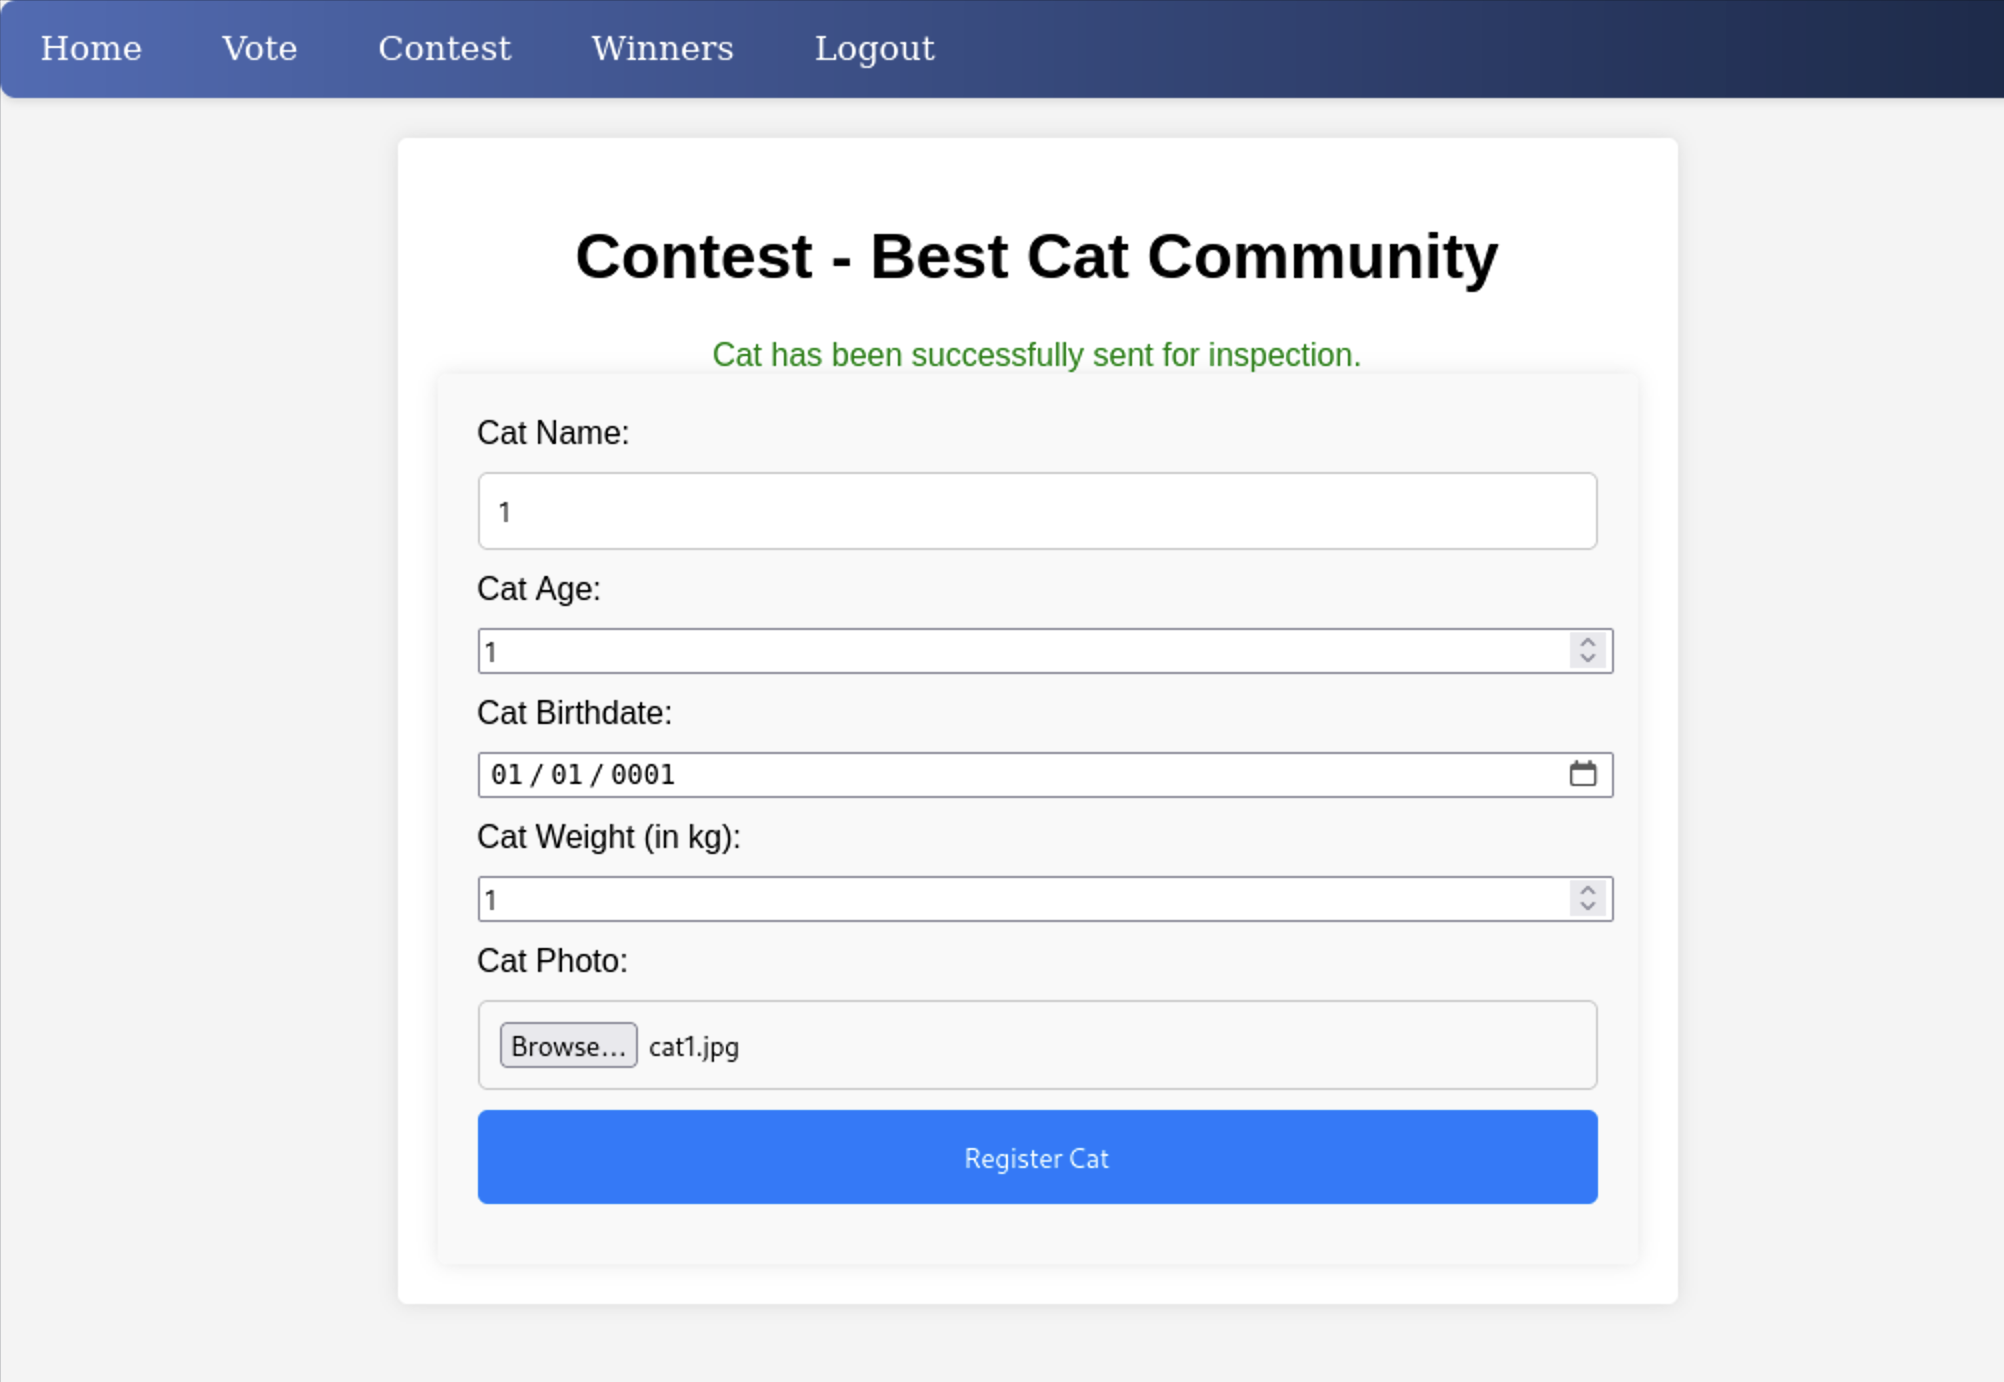 Home Vote Contest Winners Logout
Contest - Best Cat Community
Cat has been successfully sent for inspection.
Cat Name:
1
Cat Age:
1
Cat Birthdate:
01/01/0001
Cat Weight (in kg):
1
Cat Photo:
Browse... cat1.jpg
Register Cat